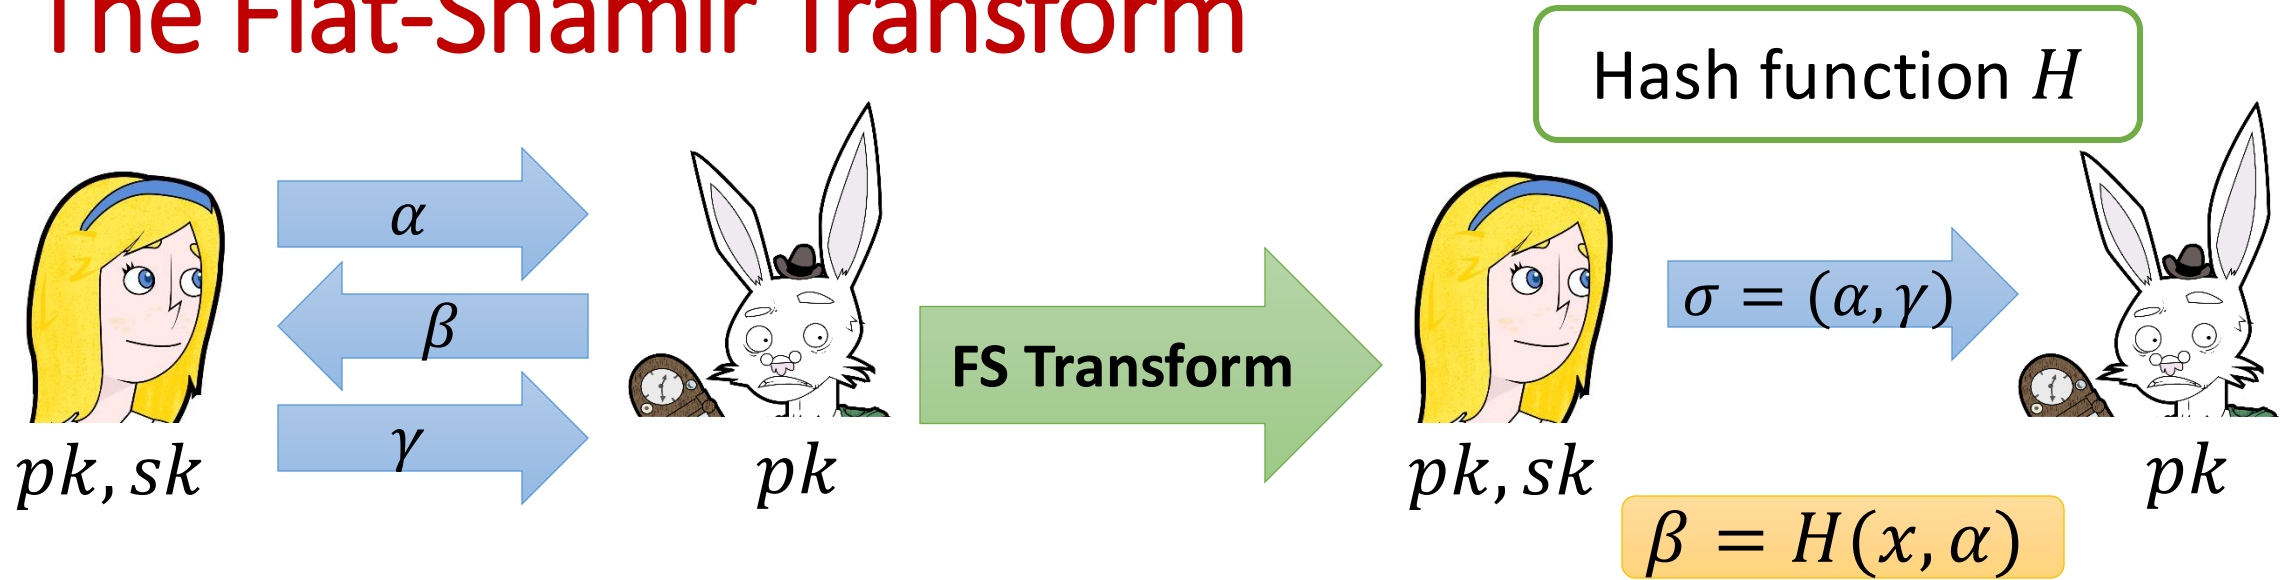 The Fiat-Shamir Transform
Hash function H
α
β
γ
pk, sk
pk
FS Transform
σ = (α, γ)
pk, sk
pk
β = H(x, α)